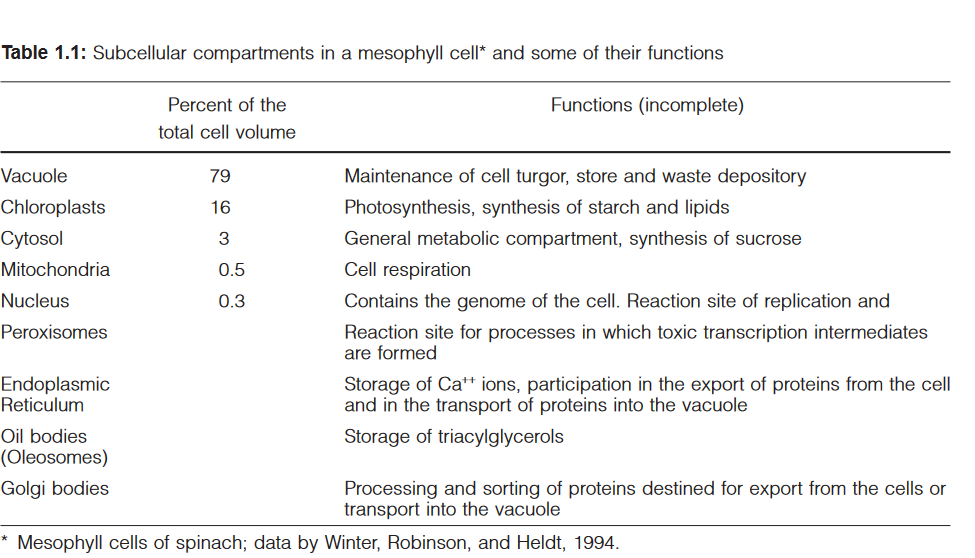 Table 1.1: Subcellular compartments in a mesophyll cell* and some of their functions
Percent of the Functions (incomplete)
total cell volume
Vacuole 79 Maintenance of cell turgor, store and waste depository
Chloroplasts 16 Photosynthesis, synthesis of starch and lipids
Cytosol 3 General metabolic compartment, synthesis of sucrose
Mitochondria 0.5 Cell respiration
Nucleus 0.3 Contains the genome of the cell. Reaction site of replication and
Peroxisomes Reaction site for processes in which toxic transcription intermediates
are formed
Endoplasmic Storage of Ca⁺⁺ ions, participation in the export of proteins from the cell
Reticulum and in the transport of proteins into the vacuole
Oil bodies Storage of triacylglycerols
(Oleosomes)
Golgi bodies Processing and sorting of proteins destined for export from the cells or
transport into the vacuole
* Mesophyll cells of spinach; data by Winter, Robinson, and Heldt, 1994.